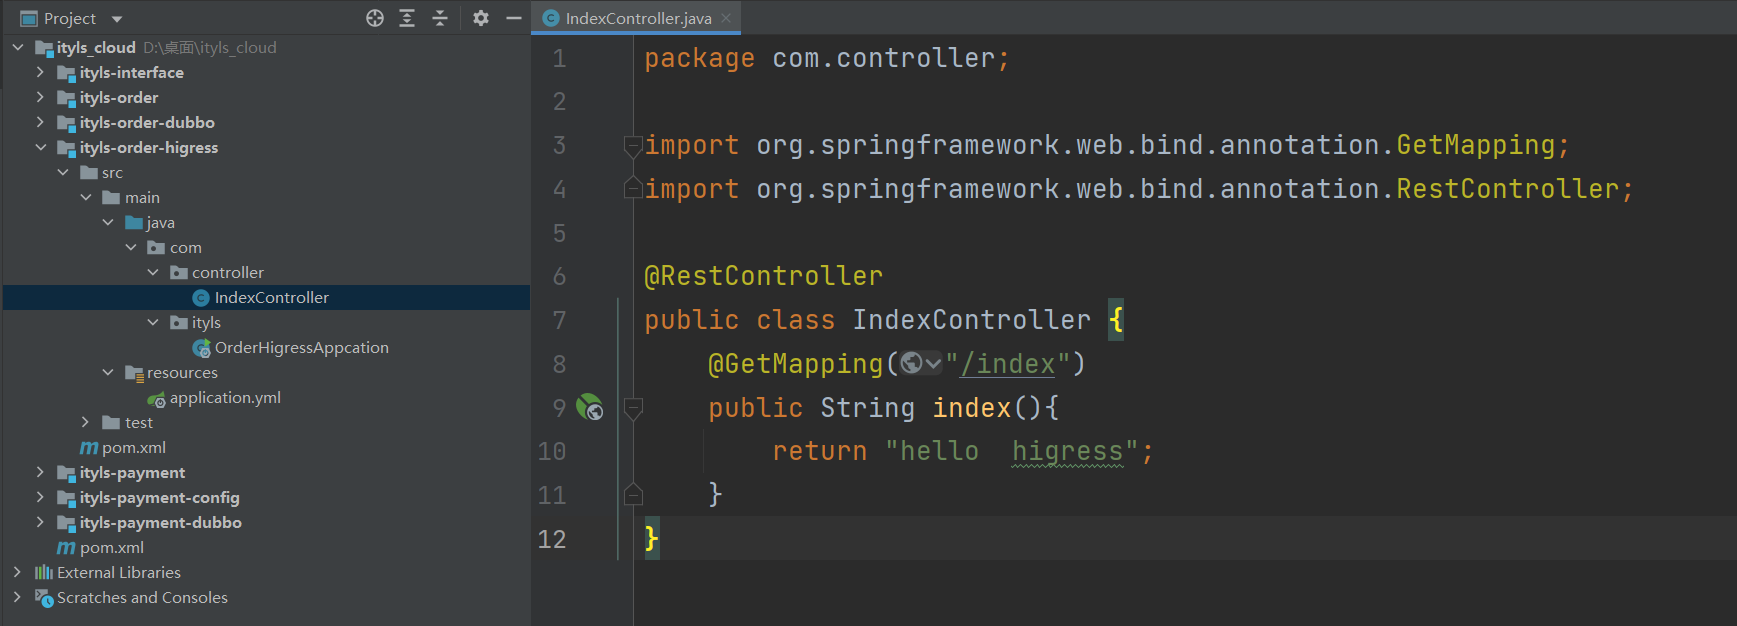 Project
ityls_cloud D:\桌面\ityls_cloud
ityls-interface
ityls-order
ityls-order-dubbo
ityls-order-higress
src
main
java
com
controller
IndexController
ityls
OrderHigressAppcation
resources
application.yml
test
pom.xml
ityls-payment
ityls-payment-config
ityls-payment-dubbo
pom.xml
External Libraries
Scratches and Consoles
IndexController.java
1 package com.controller;
2
3 import org.springframework.web.bind.annotation.GetMapping;
4 import org.springframework.web.bind.annotation.RestController;
5
6 @RestController
7 public class IndexController {
8 @GetMapping("/index")
9 public String index(){
10 return "hello  higress";
11 }
12 }